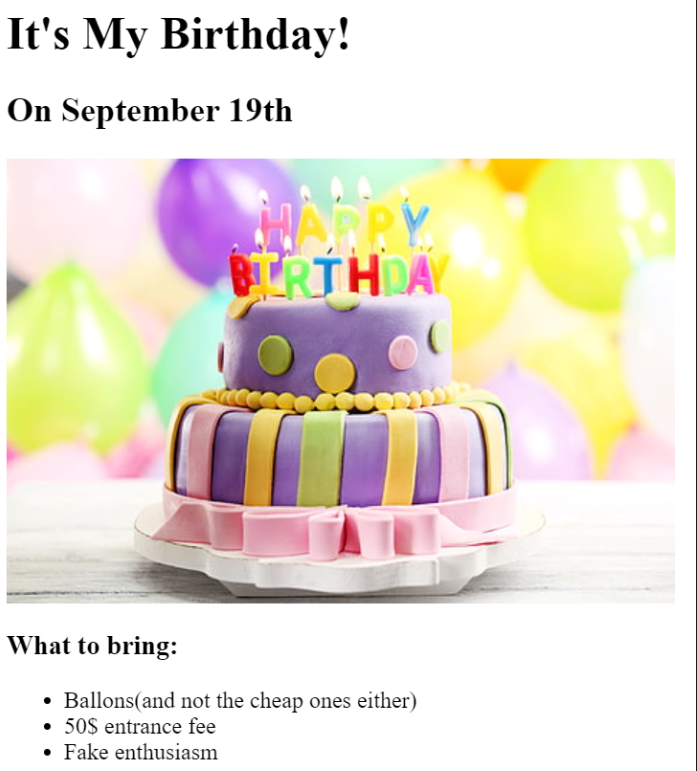 It's My Birthday!
On September 19th
HAPPY
BIRTHDAY
What to bring:
Ballons(and not the cheap ones either)
50$ entrance fee
Fake enthusiasm